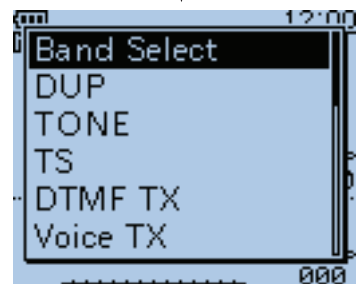 12:00
Band Select
DUP
TONE
TS
DTMF TX
Voice TX
000